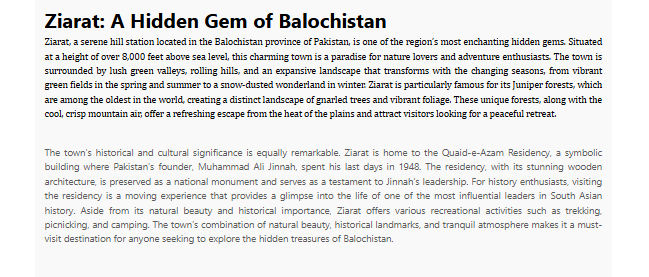 Ziarat: A Hidden Gem of Balochistan
Ziarat, a serene hill station located in the Balochistan province of Pakistan, is one of the region's most enchanting hidden gems. Situated
at a height of over 8,000 feet above sea level, this charming town is a paradise for nature lovers and adventure enthusiasts. The town is
surrounded by lush green valleys, rolling hills, and an expansive landscape that transforms with the changing seasons, from vibrant
green fields in the spring and summer to a snow-dusted wonderland in winter. Ziarat is particularly famous for its Juniper forests, which
are among the oldest in the world, creating a distinct landscape of gnarled trees and vibrant foliage. These unique forests, along with the
cool, crisp mountain air, offer a refreshing escape from the heat of the plains and attract visitors looking for a peaceful retreat.
The town's historical and cultural significance is equally remarkable. Ziarat is home to the Quaid-e-Azam Residency, a symbolic
building where Pakistan's founder, Muhammad Ali Jinnah, spent his last days in 1948. The residency, with its stunning wooden
architecture, is preserved as a national monument and serves as a testament to Jinnah's leadership. For history enthusiasts, visiting
the residency is a moving experience that provides a glimpse into the life of one of the most influential leaders in South Asian
history. Aside from its natural beauty and historical importance, Ziarat offers various recreational activities such as trekking,
picnicking, and camping. The town's combination of natural beauty, historical landmarks, and tranquil atmosphere makes it a must-
visit destination for anyone seeking to explore the hidden treasures of Balochistan.